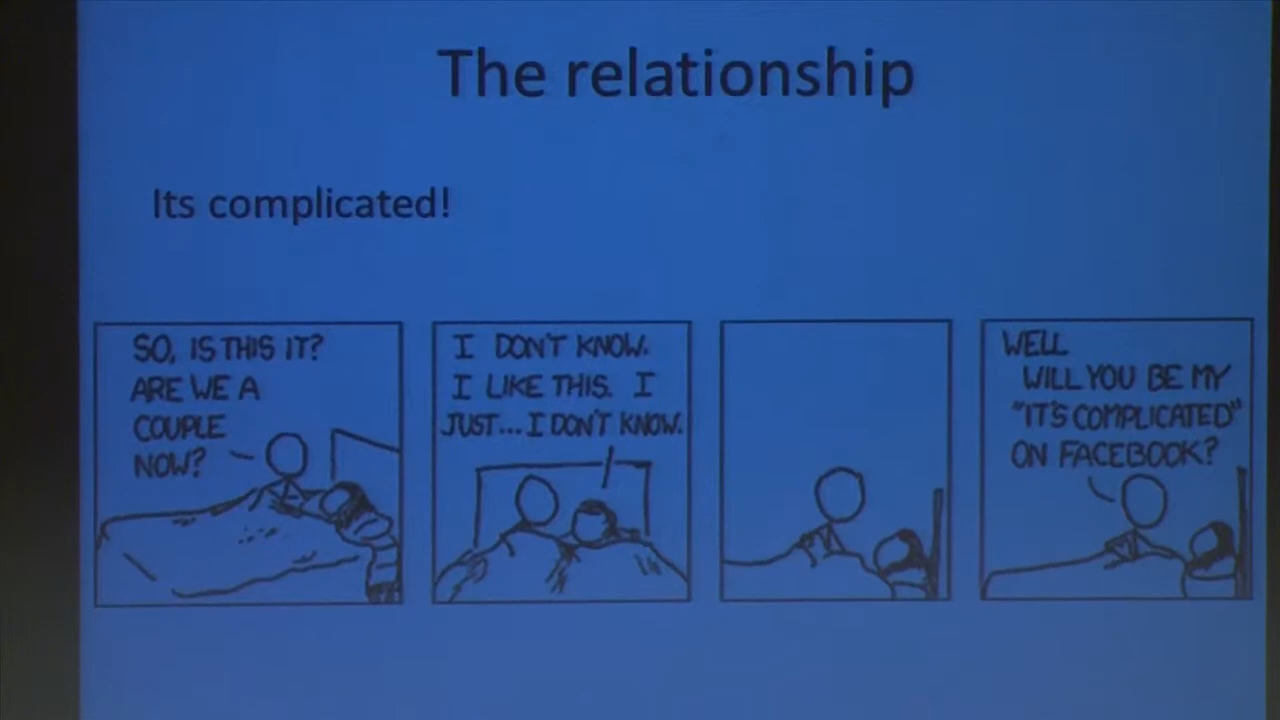 The relationship
Its complicated!
SO, IS THIS IT?
ARE WE A
COUPLE
NOW?
I DON'T KNOW.
I LIKE THIS. I
JUST... I DON'T KNOW.
WELL
WILL YOU BE MY
"IT'S COMPLICATED"
ON FACEBOOK?